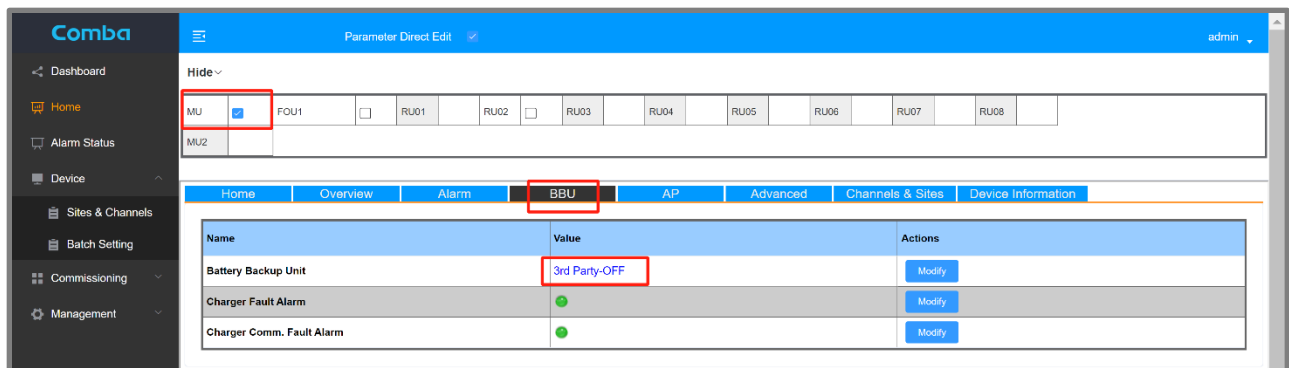 Comba
Parameter Direct Edit
admin
Dashboard
Hide
Home
MU FOU1 RU01 RU02 RU03 RU04 RU05 RU06 RU07 RU08
Alarm Status
MU2
Device
Home Overview Alarm BBU AP Advanced Channels & Sites Device Information
Sites & Channels
Batch Setting
Commissioning
Management
Name Value Actions
Battery Backup Unit 3rd Party-OFF Modify
Charger Fault Alarm Modify
Charger Comm. Fault Alarm Modify